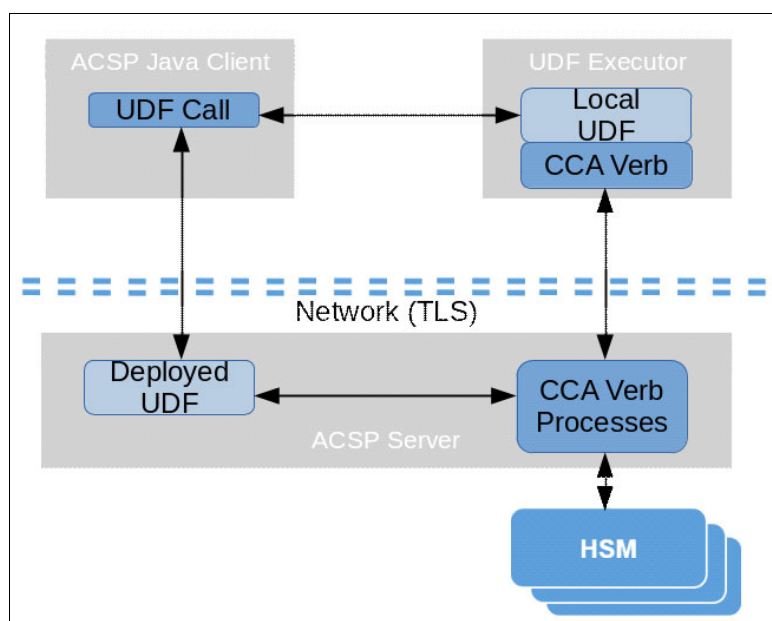 ACSP Java Client
UDF Executor
UDF Call
Local
UDF
CCA Verb
Network (TLS)
Deployed
UDF
CCA Verb
Processes
ACSP Server
HSM